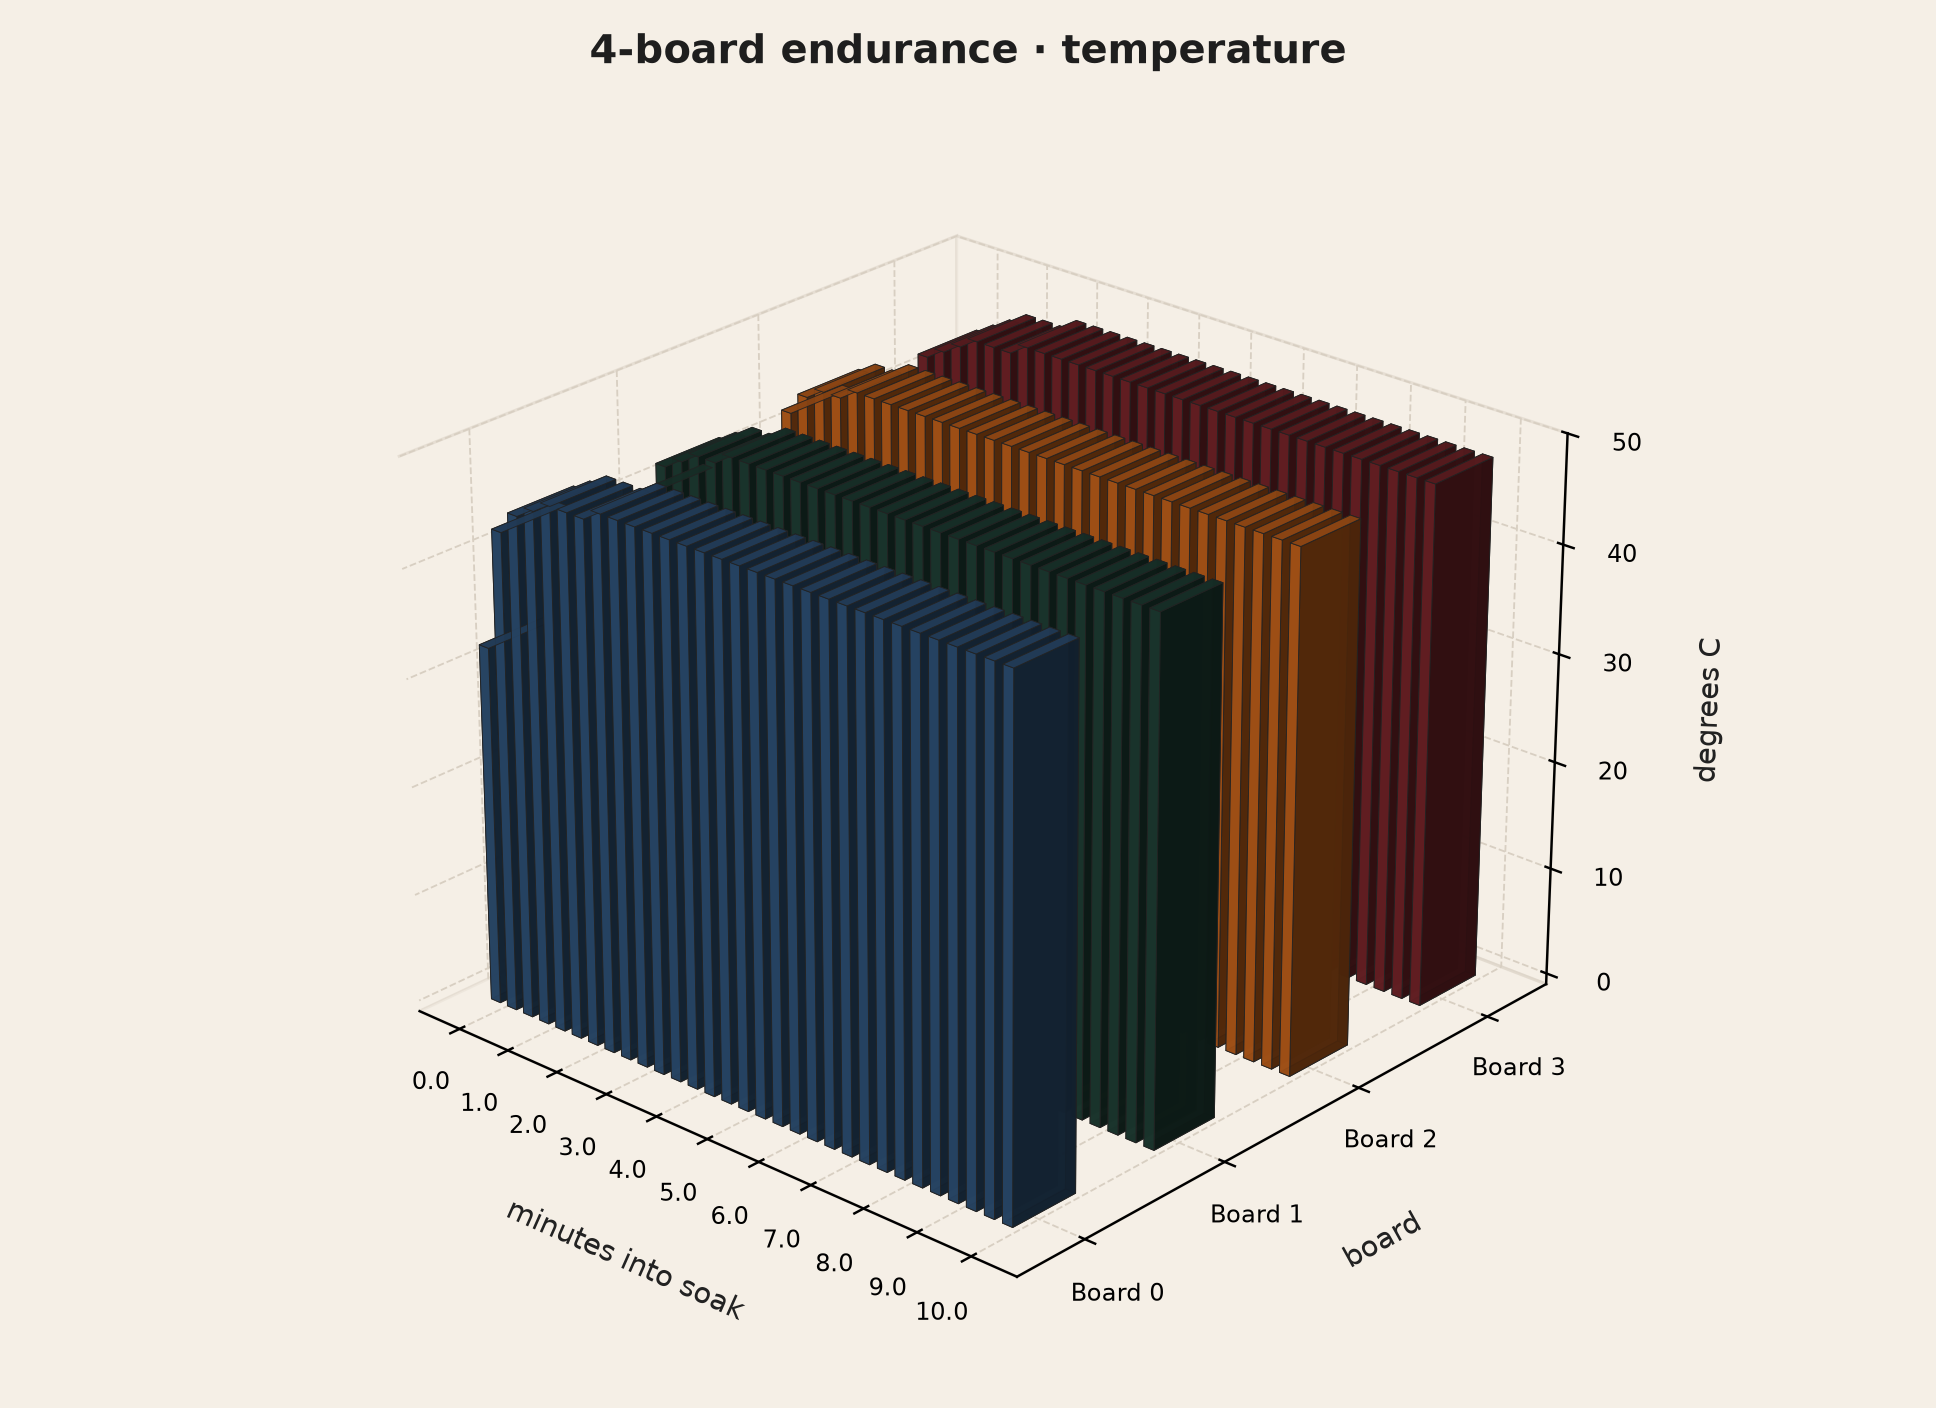 4-board endurance · temperature
50
40
30
20
10
0
degrees C
0.0
1.0
2.0
3.0
4.0
5.0
6.0
7.0
8.0
9.0
10.0
minutes into soak
Board 0
Board 1
Board 2
Board 3
board